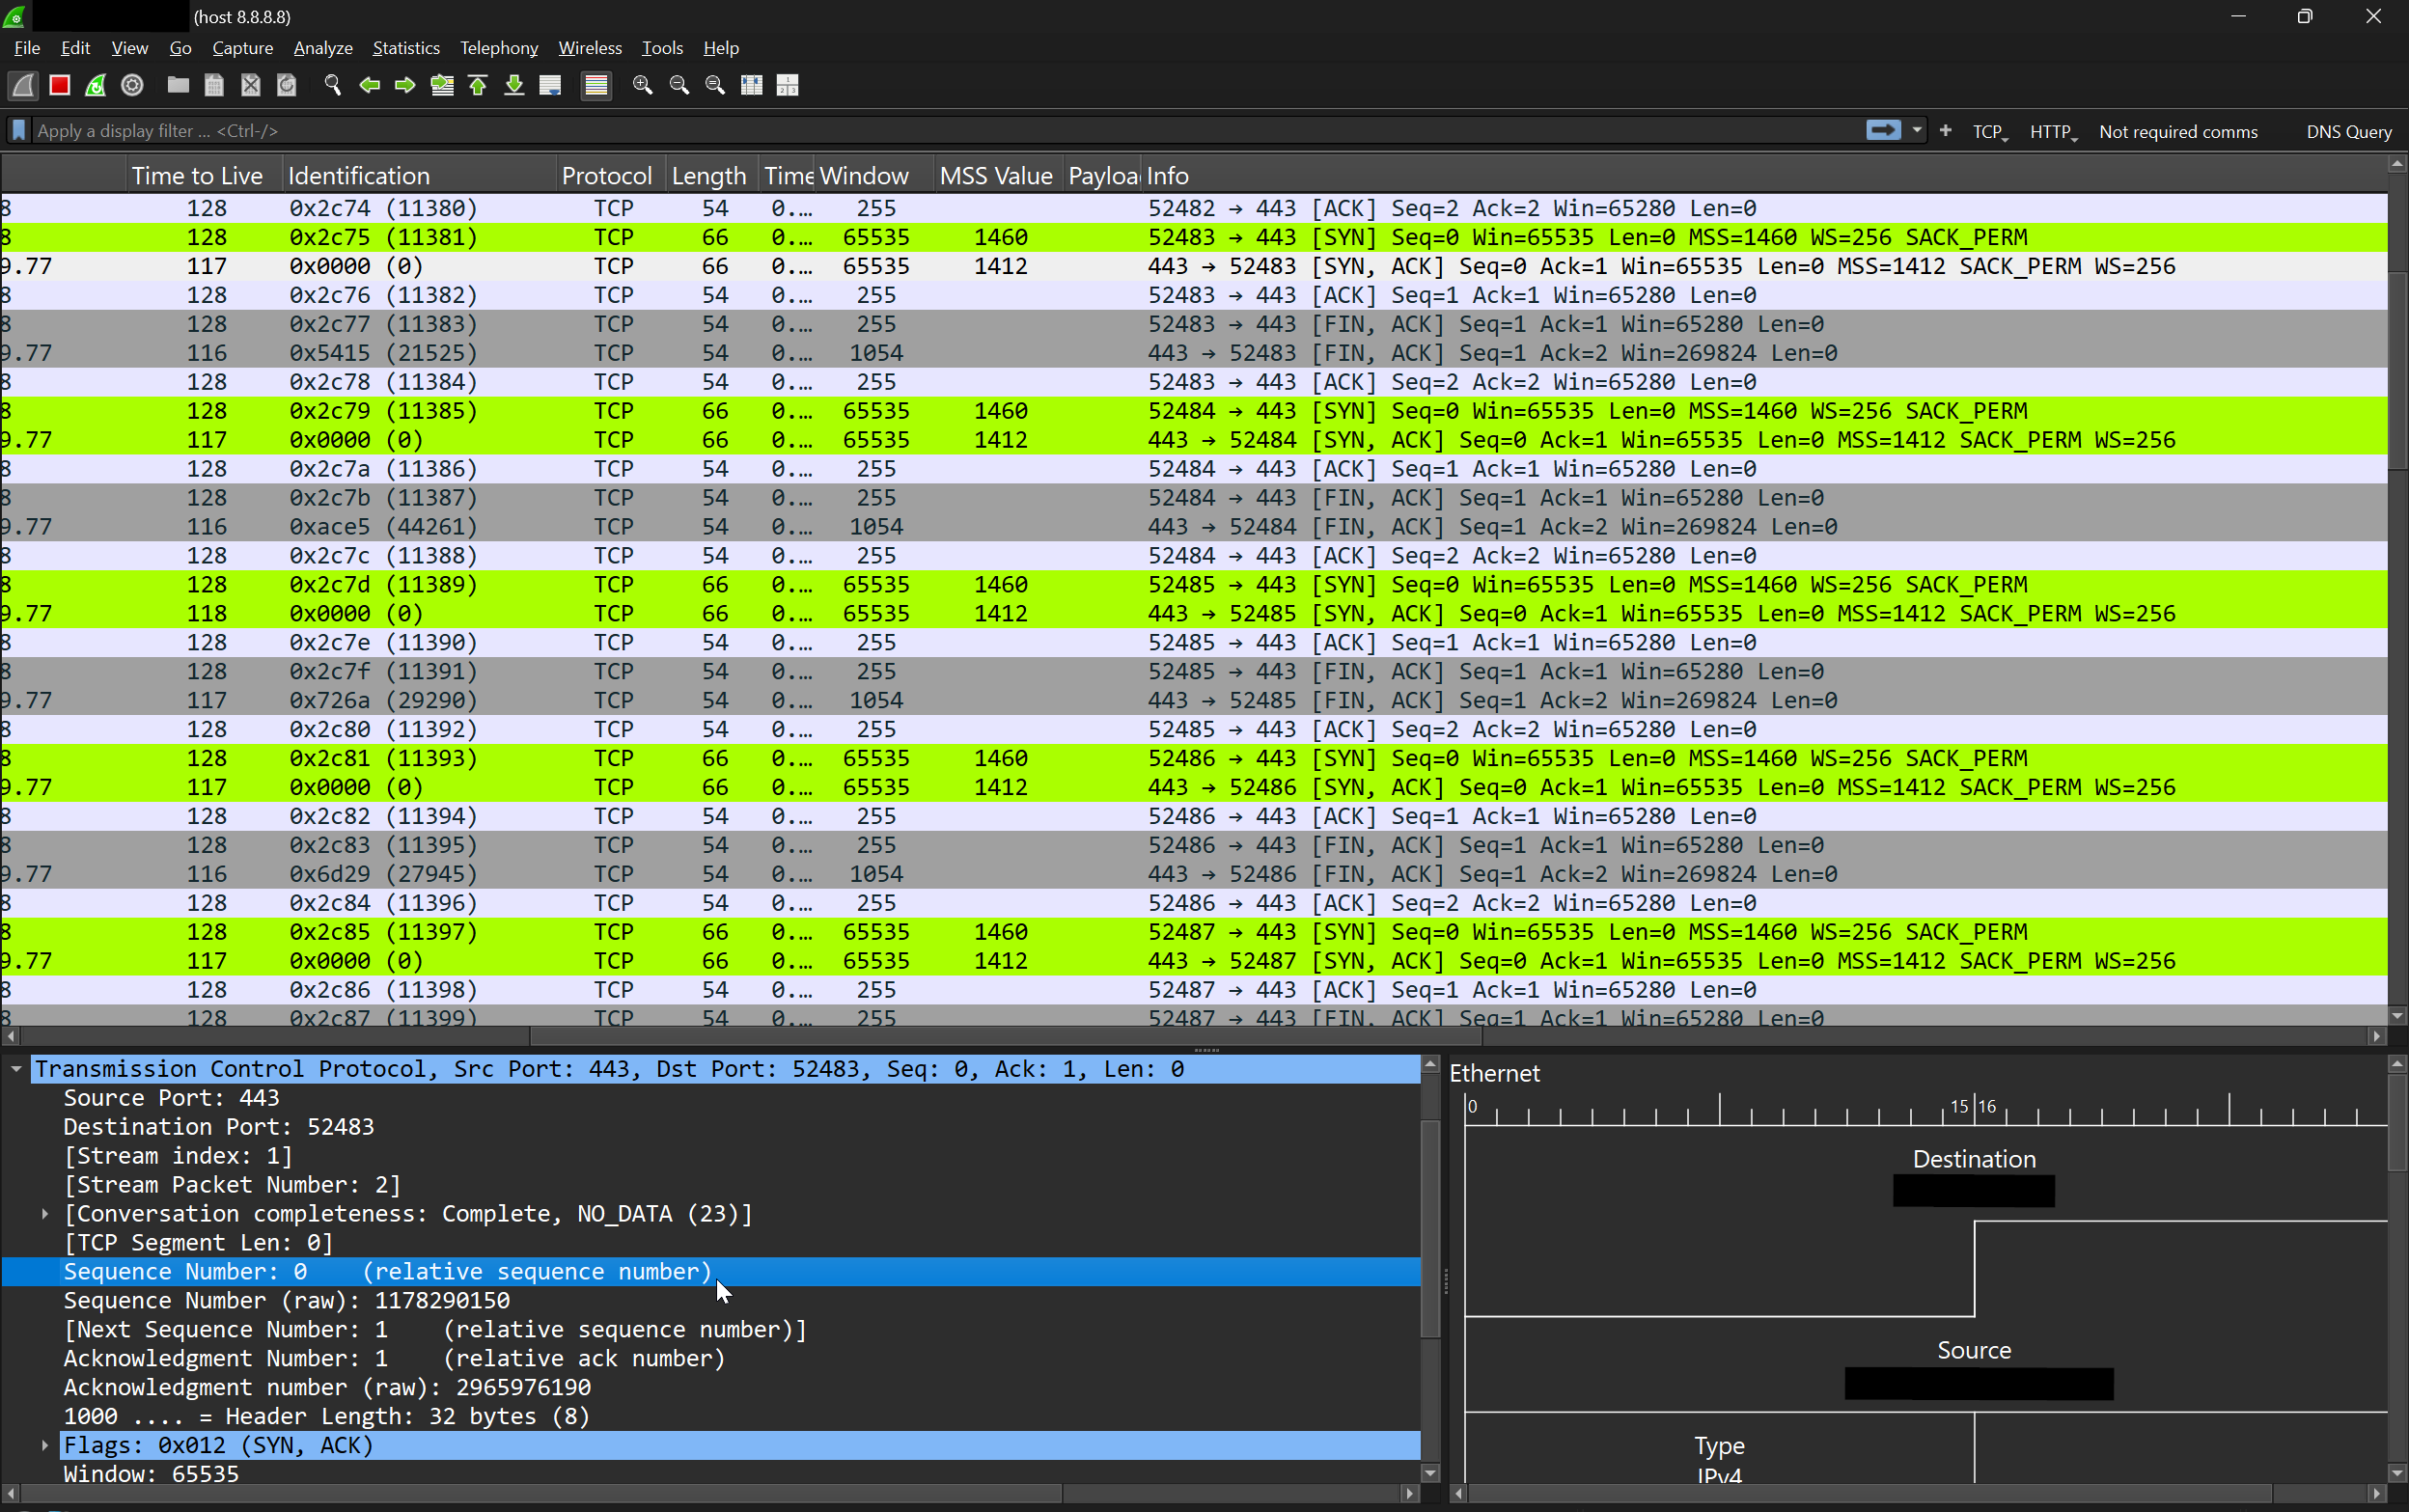 (host 8.8.8.8)
File Edit View Go Capture Analyze Statistics Telephony Wireless Tools Help
Apply a display filter ... <Ctrl-/> + TCP HTTP Not required comms DNS Query
Time to Live Identification Protocol Length Time Window MSS Value Payloa Info
8 128 0x2c74 (11380) TCP 54 0.… 255 52482 → 443 [ACK] Seq=2 Ack=2 Win=65280 Len=0
8 128 0x2c75 (11381) TCP 66 0.… 65535 1460 52483 → 443 [SYN] Seq=0 Win=65535 Len=0 MSS=1460 WS=256 SACK_PERM
9.77 117 0x0000 (0) TCP 66 0.… 65535 1412 443 → 52483 [SYN, ACK] Seq=0 Ack=1 Win=65535 Len=0 MSS=1412 SACK_PERM WS=256
8 128 0x2c76 (11382) TCP 54 0.… 255 52483 → 443 [ACK] Seq=1 Ack=1 Win=65280 Len=0
8 128 0x2c77 (11383) TCP 54 0.… 255 52483 → 443 [FIN, ACK] Seq=1 Ack=1 Win=65280 Len=0
9.77 116 0x5415 (21525) TCP 54 0.… 1054 443 → 52483 [FIN, ACK] Seq=1 Ack=2 Win=269824 Len=0
8 128 0x2c78 (11384) TCP 54 0.… 255 52483 → 443 [ACK] Seq=2 Ack=2 Win=65280 Len=0
8 128 0x2c79 (11385) TCP 66 0.… 65535 1460 52484 → 443 [SYN] Seq=0 Win=65535 Len=0 MSS=1460 WS=256 SACK_PERM
9.77 117 0x0000 (0) TCP 66 0.… 65535 1412 443 → 52484 [SYN, ACK] Seq=0 Ack=1 Win=65535 Len=0 MSS=1412 SACK_PERM WS=256
8 128 0x2c7a (11386) TCP 54 0.… 255 52484 → 443 [ACK] Seq=1 Ack=1 Win=65280 Len=0
8 128 0x2c7b (11387) TCP 54 0.… 255 52484 → 443 [FIN, ACK] Seq=1 Ack=1 Win=65280 Len=0
9.77 116 0xace5 (44261) TCP 54 0.… 1054 443 → 52484 [FIN, ACK] Seq=1 Ack=2 Win=269824 Len=0
8 128 0x2c7c (11388) TCP 54 0.… 255 52484 → 443 [ACK] Seq=2 Ack=2 Win=65280 Len=0
8 128 0x2c7d (11389) TCP 66 0.… 65535 1460 52485 → 443 [SYN] Seq=0 Win=65535 Len=0 MSS=1460 WS=256 SACK_PERM
9.77 118 0x0000 (0) TCP 66 0.… 65535 1412 443 → 52485 [SYN, ACK] Seq=0 Ack=1 Win=65535 Len=0 MSS=1412 SACK_PERM WS=256
8 128 0x2c7e (11390) TCP 54 0.… 255 52485 → 443 [ACK] Seq=1 Ack=1 Win=65280 Len=0
8 128 0x2c7f (11391) TCP 54 0.… 255 52485 → 443 [FIN, ACK] Seq=1 Ack=1 Win=65280 Len=0
9.77 117 0x726a (29290) TCP 54 0.… 1054 443 → 52485 [FIN, ACK] Seq=1 Ack=2 Win=269824 Len=0
8 128 0x2c80 (11392) TCP 54 0.… 255 52485 → 443 [ACK] Seq=2 Ack=2 Win=65280 Len=0
8 128 0x2c81 (11393) TCP 66 0.… 65535 1460 52486 → 443 [SYN] Seq=0 Win=65535 Len=0 MSS=1460 WS=256 SACK_PERM
9.77 117 0x0000 (0) TCP 66 0.… 65535 1412 443 → 52486 [SYN, ACK] Seq=0 Ack=1 Win=65535 Len=0 MSS=1412 SACK_PERM WS=256
8 128 0x2c82 (11394) TCP 54 0.… 255 52486 → 443 [ACK] Seq=1 Ack=1 Win=65280 Len=0
8 128 0x2c83 (11395) TCP 54 0.… 255 52486 → 443 [FIN, ACK] Seq=1 Ack=1 Win=65280 Len=0
9.77 116 0x6d29 (27945) TCP 54 0.… 1054 443 → 52486 [FIN, ACK] Seq=1 Ack=2 Win=269824 Len=0
8 128 0x2c84 (11396) TCP 54 0.… 255 52486 → 443 [ACK] Seq=2 Ack=2 Win=65280 Len=0
8 128 0x2c85 (11397) TCP 66 0.… 65535 1460 52487 → 443 [SYN] Seq=0 Win=65535 Len=0 MSS=1460 WS=256 SACK_PERM
9.77 117 0x0000 (0) TCP 66 0.… 65535 1412 443 → 52487 [SYN, ACK] Seq=0 Ack=1 Win=65535 Len=0 MSS=1412 SACK_PERM WS=256
8 128 0x2c86 (11398) TCP 54 0.… 255 52487 → 443 [ACK] Seq=1 Ack=1 Win=65280 Len=0
8 128 0x2c87 (11399) TCP 54 0.… 255 52487 → 443 [FIN, ACK] Seq=1 Ack=1 Win=65280 Len=0
Transmission Control Protocol, Src Port: 443, Dst Port: 52483, Seq: 0, Ack: 1, Len: 0
Source Port: 443
Destination Port: 52483
[Stream index: 1]
[Stream Packet Number: 2]
[Conversation completeness: Complete, NO_DATA (23)]
[TCP Segment Len: 0]
Sequence Number: 0 (relative sequence number)
Sequence Number (raw): 1178290150
[Next Sequence Number: 1 (relative sequence number)]
Acknowledgment Number: 1 (relative ack number)
Acknowledgment number (raw): 2965976190
1000 .... = Header Length: 32 bytes (8)
Flags: 0x012 (SYN, ACK)
Window: 65535
Ethernet
0 15 16
Destination
Source
Type
IPv4